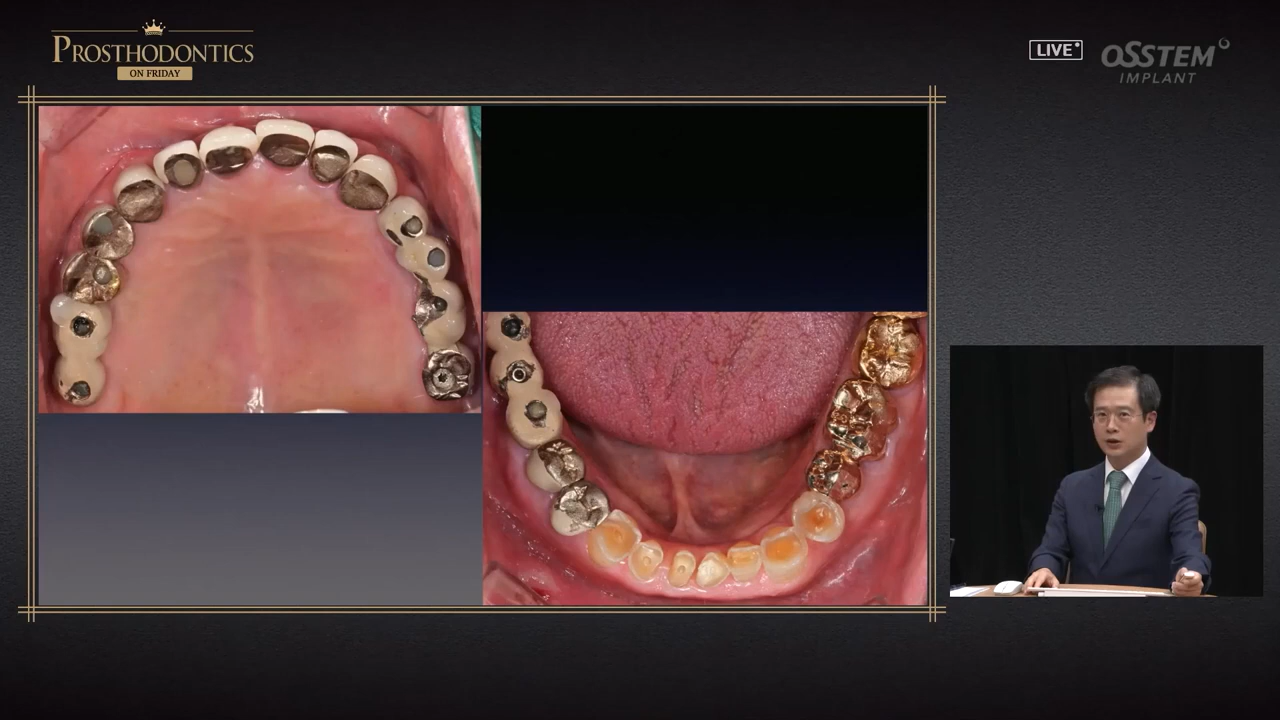 PROSTHODONTICS
ON FRIDAY
LIVE
OSSTEM
IMPLANT